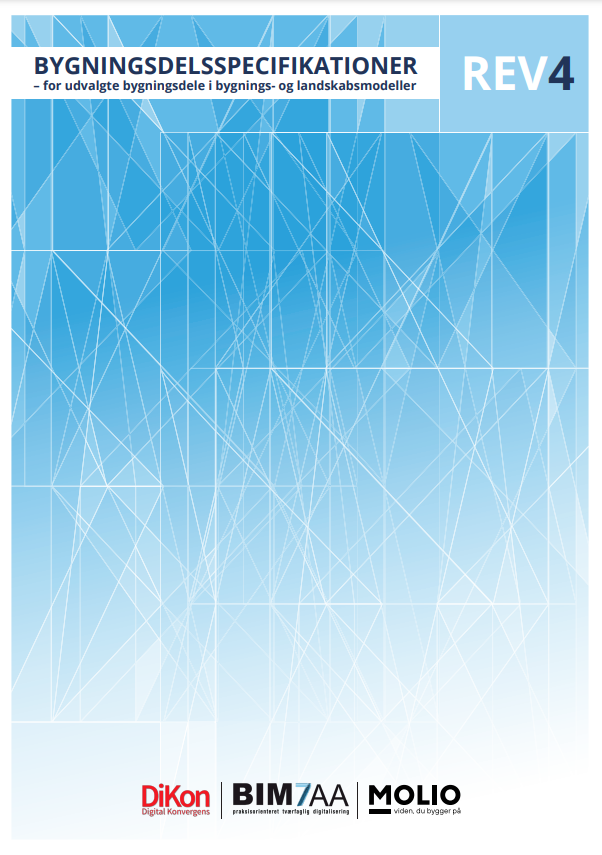 BYGNINGSDELSSPECIFIKATIONER
– for udvalgte bygningsdele i bygnings- og landskabsmodeller
REV4
DiKon
Digital Konvergens
BIM7AA
praksisorienteret tværfaglig digitalisering
MOLIO
viden, du bygger på